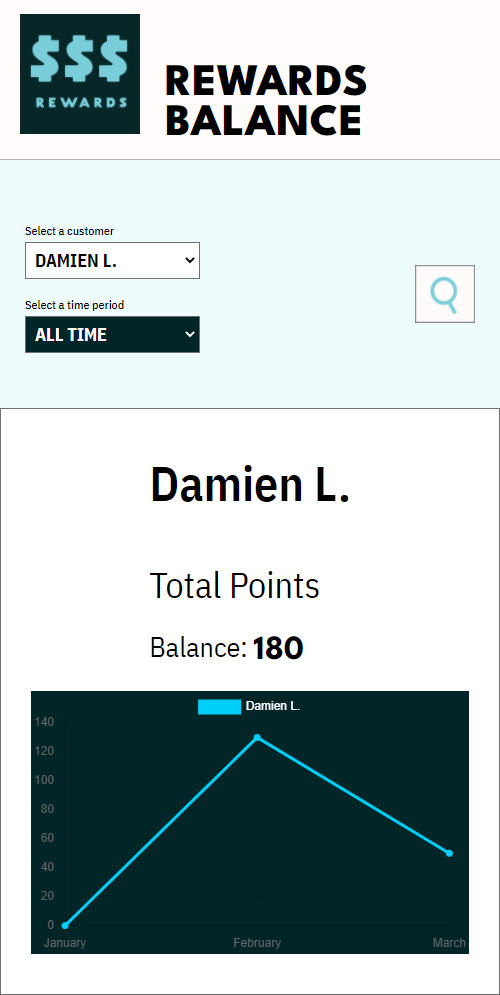 $$$
REWARDS
REWARDS
BALANCE
Select a customer
DAMIEN L.
Select a time period
ALL TIME
Damien L.
Total Points
Balance: 180
Damien L.
140
120
100
80
60
40
20
0
January February March